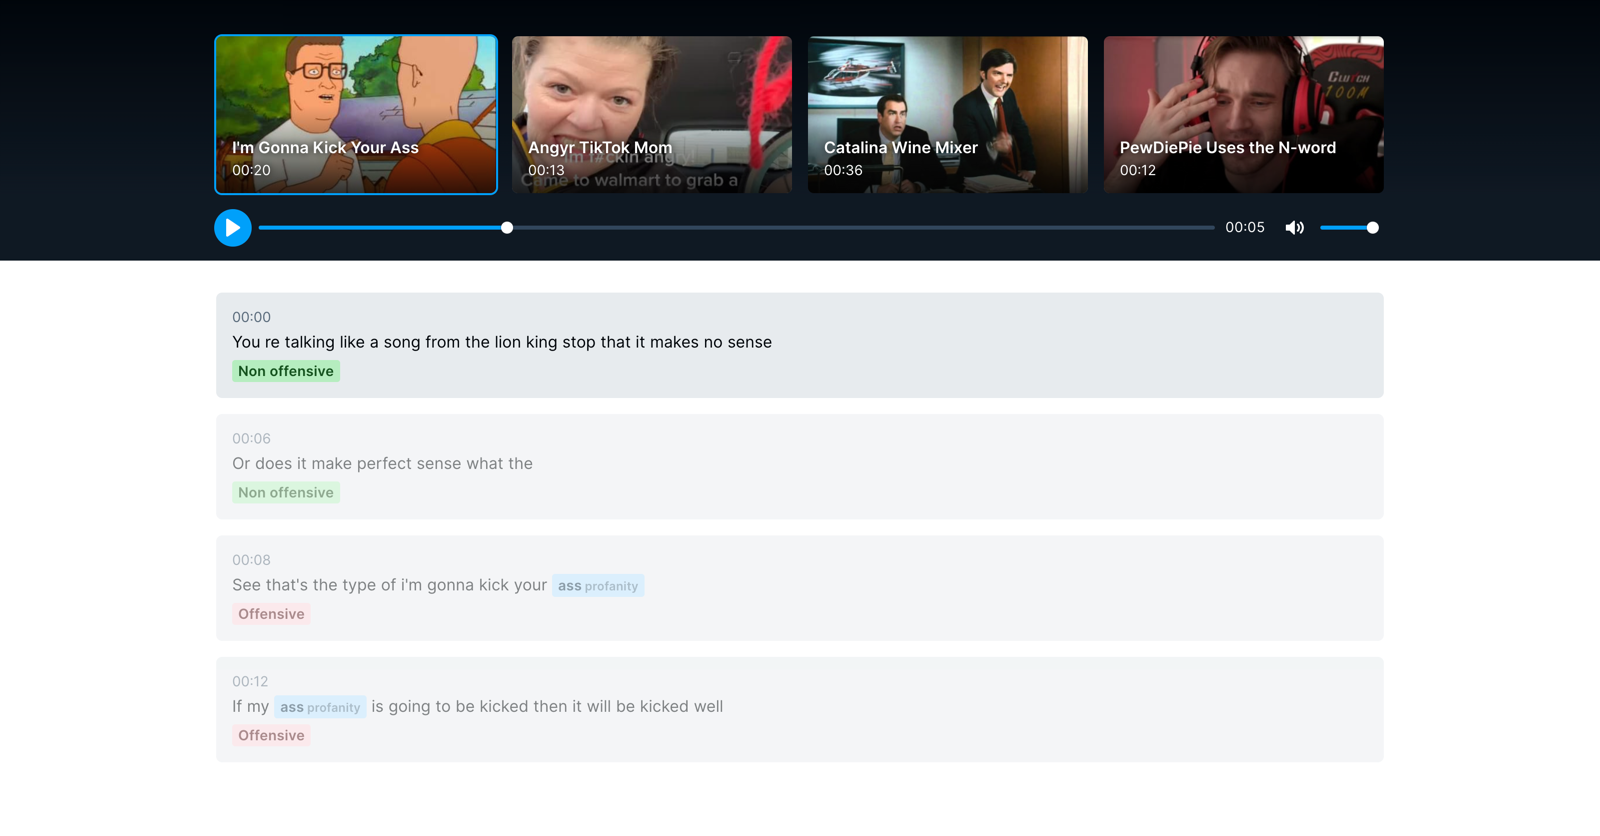 I'm Gonna Kick Your Ass
00:20
Angyr TikTok Mom
im f#ckin angry!
00:13
Came to walmart to grab a
Catalina Wine Mixer
00:36
CLUTCH
100M
PewDiePie Uses the N-word
00:12
00:05
00:00
You re talking like a song from the lion king stop that it makes no sense
Non offensive
00:06
Or does it make perfect sense what the
Non offensive
00:08
See that's the type of i'm gonna kick your ass profanity
Offensive
00:12
If my ass profanity is going to be kicked then it will be kicked well
Offensive